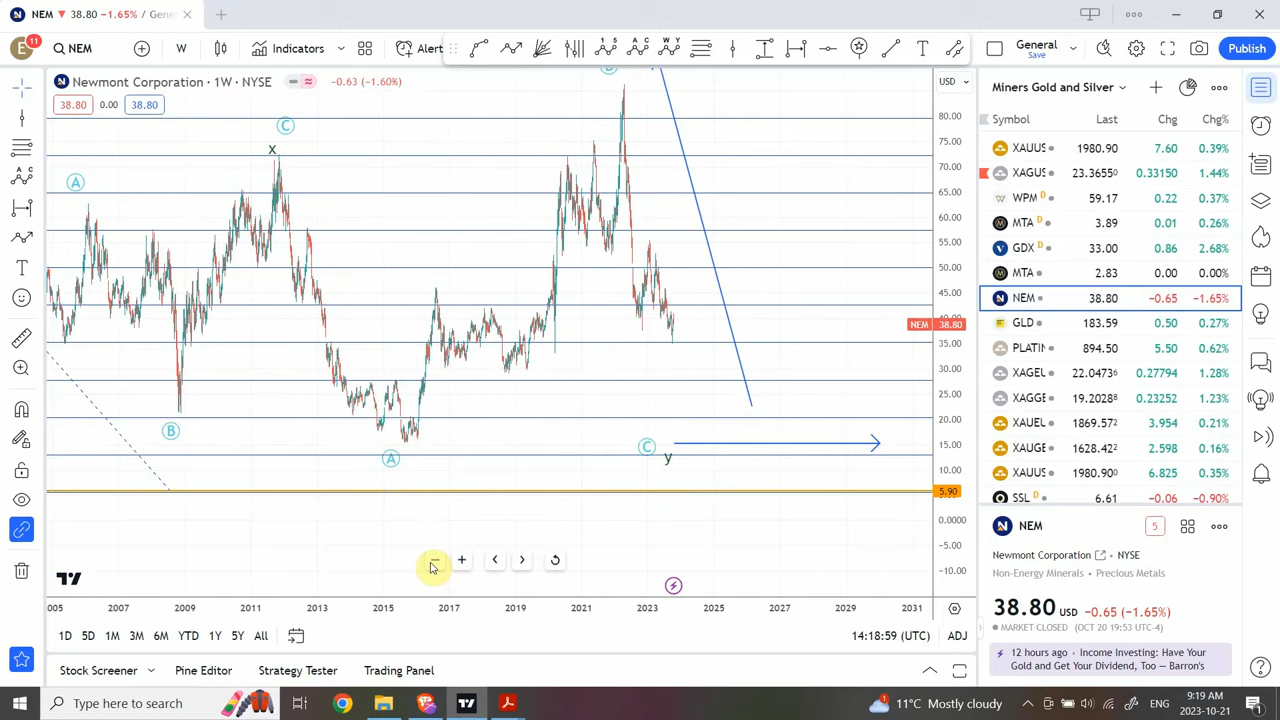 NEM ▼ 38.80 −1.65% / Gene
E 11
NEM
W
Indicators
Alert
General
Save
Publish
Newmont Corporation · 1W · NYSE
−0.63 (−1.60%)
38.80 0.00 38.80
USD
80.00
75.00
70.00
65.00
60.00
55.00
50.00
45.00
40.00
NEM 38.80
35.00
30.00
25.00
20.00
15.00
10.00
5.90
0.0000
−5.00
−10.00
C
x
A
B
A
C
y
2005 2007 2009 2011 2013 2015 2017 2019 2021 2023 2025 2027 2029 2031
1D 5D 1M 3M 6M YTD 1Y 5Y All
14:18:59 (UTC)
ADJ
Stock Screener
Pine Editor
Strategy Tester
Trading Panel
Miners Gold and Silver
Symbol Last Chg Chg%
XAUUS 1980.90 7.60 0.39%
XAGUS 23.3655⁰ 0.33150 1.44%
WPM D 59.17 0.22 0.37%
MTA D 3.89 0.01 0.26%
GDX D 33.00 0.86 2.68%
MTA 2.83 0.00 0.00%
NEM 38.80 −0.65 −1.65%
GLD 183.59 0.50 0.27%
PLATIN 894.50 5.50 0.62%
XAGEU 22.0473⁶ 0.27794 1.28%
XAGGE 19.2028⁸ 0.23252 1.23%
XAUEU 1869.57² 3.954 0.21%
XAUGB 1628.42² 2.598 0.16%
XAUUS 1980.90⁰ 6.825 0.35%
SSL D 6.61 −0.06 −0.90%
NEM
5
Newmont Corporation · NYSE
Non-Energy Minerals · Precious Metals
38.80 USD −0.65 (−1.65%)
MARKET CLOSED (OCT 20 19:53 UTC-4)
12 hours ago · Income Investing: Have Your
Gold and Get Your Dividend, Too — Barron's
Type here to search
1
11°C Mostly cloudy
ENG
9:19 AM
2023-10-21
1